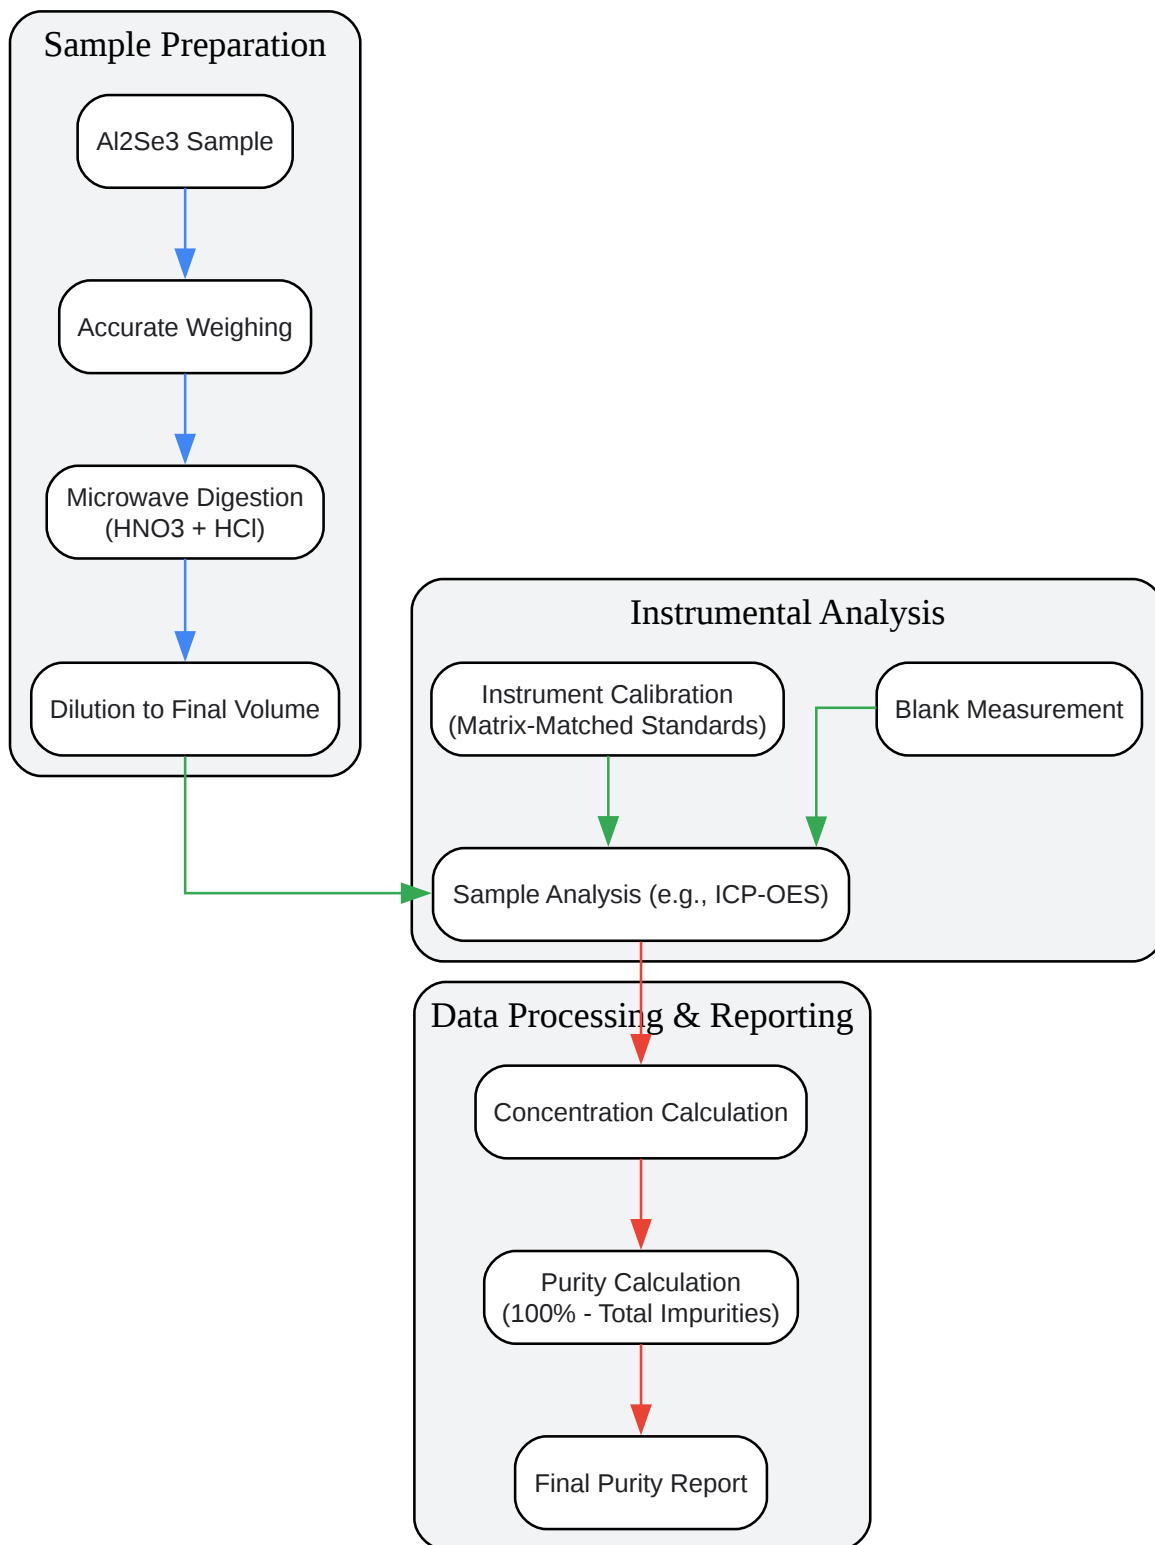 Sample Preparation
Al2Se3 Sample
Accurate Weighing
Microwave Digestion
(HNO3 + HCl)
Dilution to Final Volume
Instrumental Analysis
Instrument Calibration
(Matrix-Matched Standards)
Blank Measurement
Sample Analysis (e.g., ICP-OES)
Data Processing & Reporting
Concentration Calculation
Purity Calculation
(100% - Total Impurities)
Final Purity Report